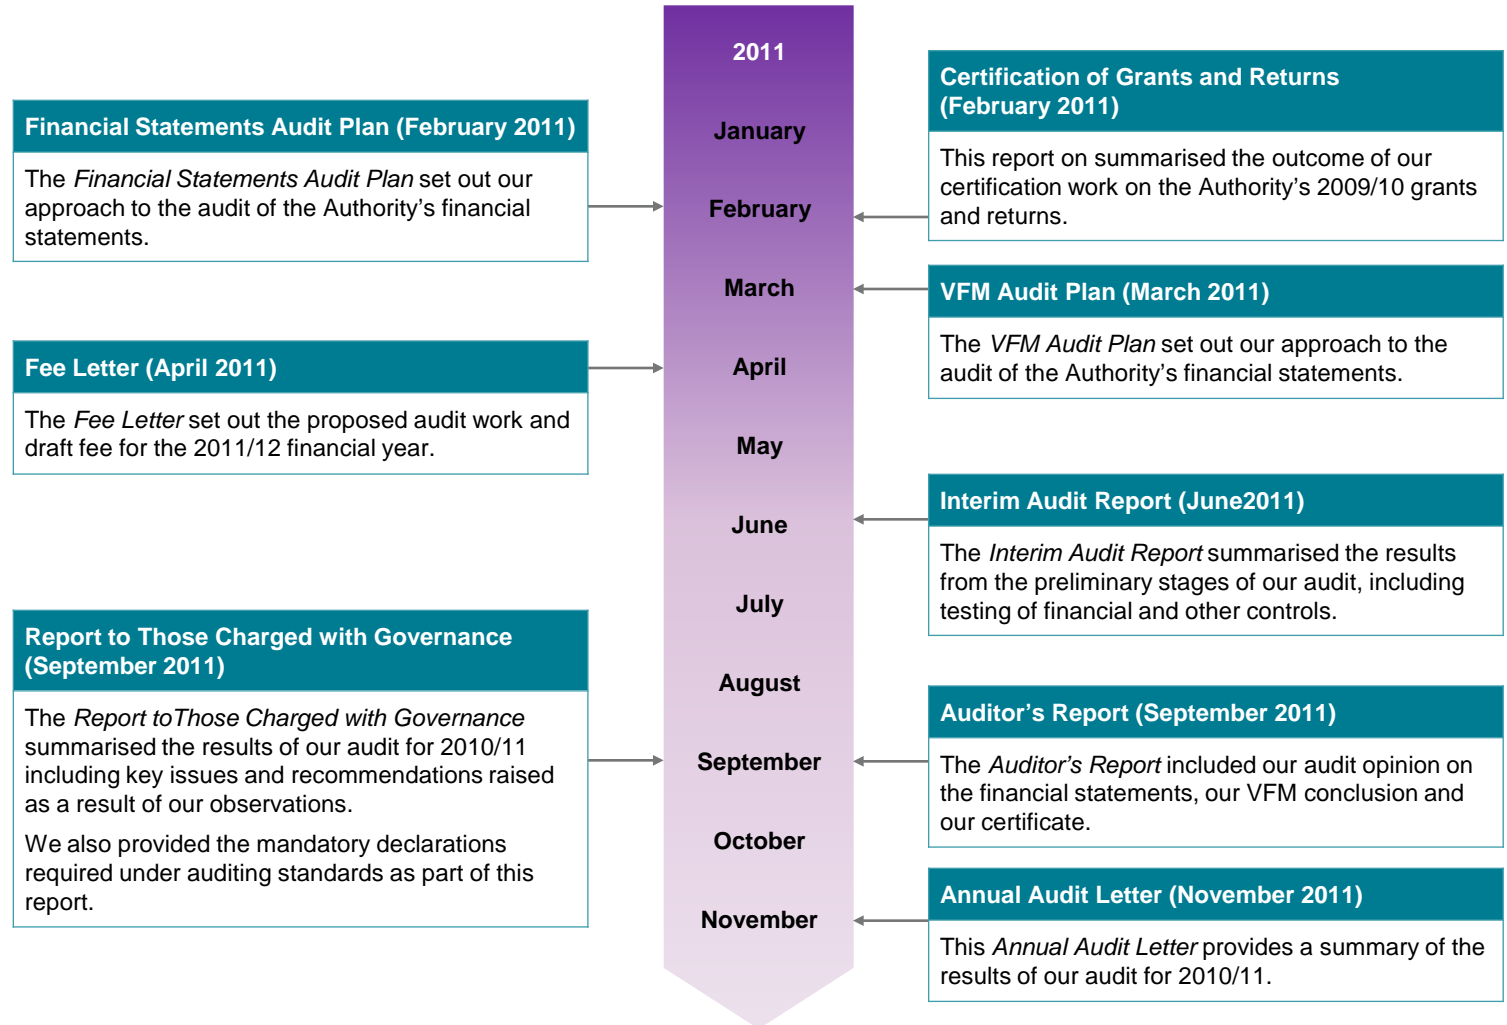 2011
January
February
March
April
May
June
July
August
September
October
November
Financial Statements Audit Plan (February 2011)
The Financial Statements Audit Plan set out our
approach to the audit of the Authority's financial
statements.
Fee Letter (April 2011)
The Fee Letter set out the proposed audit work and
draft fee for the 2011/12 financial year.
Report to Those Charged with Governance
(September 2011)
The Report toThose Charged with Governance
summarised the results of our audit for 2010/11
including key issues and recommendations raised
as a result of our observations.
We also provided the mandatory declarations
required under auditing standards as part of this
report.
Certification of Grants and Returns
(February 2011)
This report on summarised the outcome of our
certification work on the Authority's 2009/10 grants
and returns.
VFM Audit Plan (March 2011)
The VFM Audit Plan set out our approach to the
audit of the Authority's financial statements.
Interim Audit Report (June2011)
The Interim Audit Report summarised the results
from the preliminary stages of our audit, including
testing of financial and other controls.
Auditor's Report (September 2011)
The Auditor's Report included our audit opinion on
the financial statements, our VFM conclusion and
our certificate.
Annual Audit Letter (November 2011)
This Annual Audit Letter provides a summary of the
results of our audit for 2010/11.